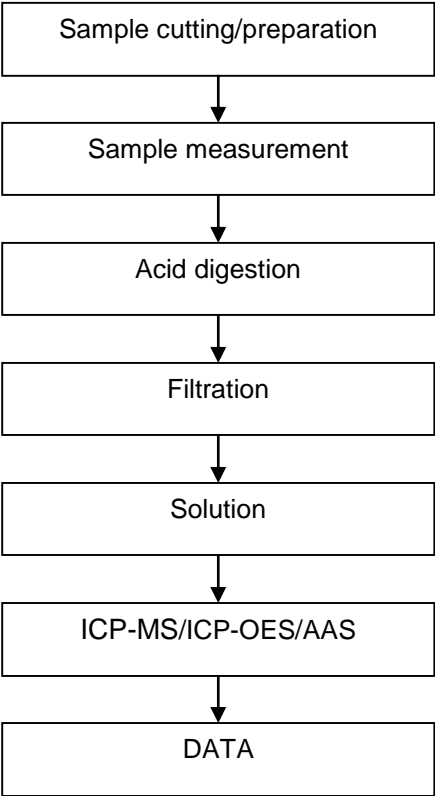 Sample cutting/preparation
Sample measurement
Acid digestion
Filtration
Solution
ICP-MS/ICP-OES/AAS
DATA